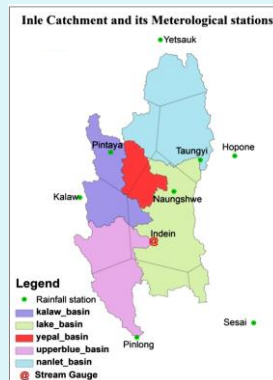 Inle Catchment and its Meterological stations
Yetsauk
Pintaya
Taungyi
Hopone
Kalaw
Naungshwe
Indein
@
Legend
Rainfall station
kalaw_basin
lake_basin
yepal_basin
upperblue_basin
nanlet_basin
@ Stream Gauge
Pinlong
Sesai